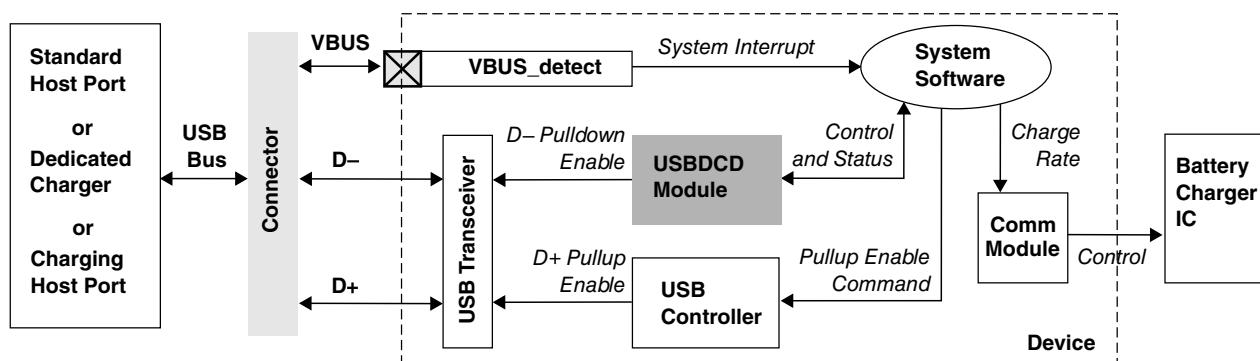 Standard
Host Port
or
Dedicated
Charger
or
Charging
Host Port
USB
Bus
Connector
VBUS
D–
D+
VBUS_detect
System Interrupt
System
Software
USB Transceiver
D– Pulldown
Enable
USBDCD
Module
Control
and Status
Charge
Rate
D+ Pullup
Enable
USB
Controller
Pullup Enable
Command
Comm
Module
Control
Battery
Charger
IC
Device